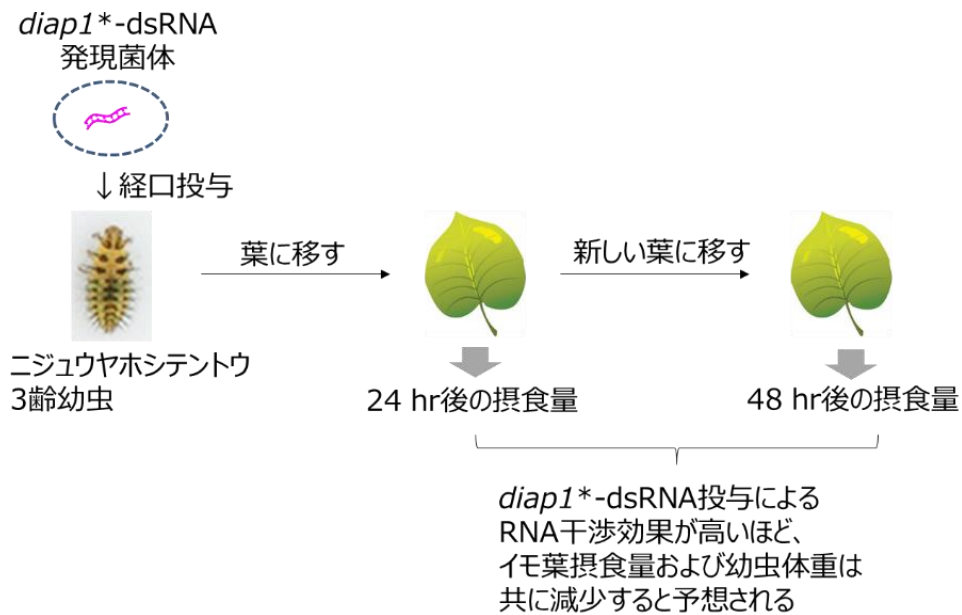 diap1*-dsRNA
発現菌体
↓経口投与
葉に移す
新しい葉に移す
ニジュウヤホシテントウ
3齢幼虫
24 hr後の摂食量
48 hr後の摂食量
diap1*-dsRNA投与による
RNA干渉効果が高いほど、
イモ葉摂食量および幼虫体重は
共に減少すると予想される